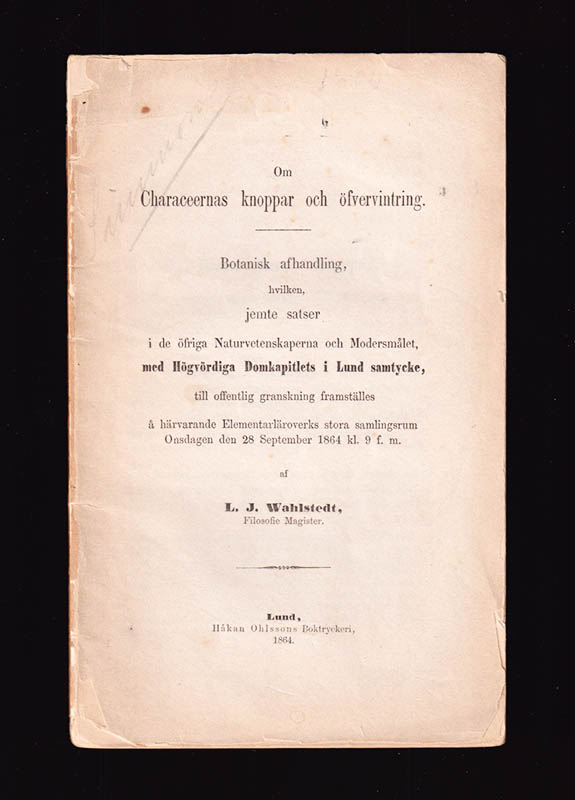 Om
Characeernas knoppar och öfvervintring.
Botanisk afhandling,
hvilken,
jemte satser
i de öfriga Naturvetenskaperna och Modersmålet,
med Högvördiga Domkapitlets i Lund samtycke,
till offentlig granskning framställes
å härvarande Elementarläroverks stora samlingsrum
Onsdagen den 28 September 1864 kl. 9 f. m.
af
L. J. Wahlstedt,
Filosofie Magister.
Lund,
Håkan Ohlssons Boktryckeri,
1864.